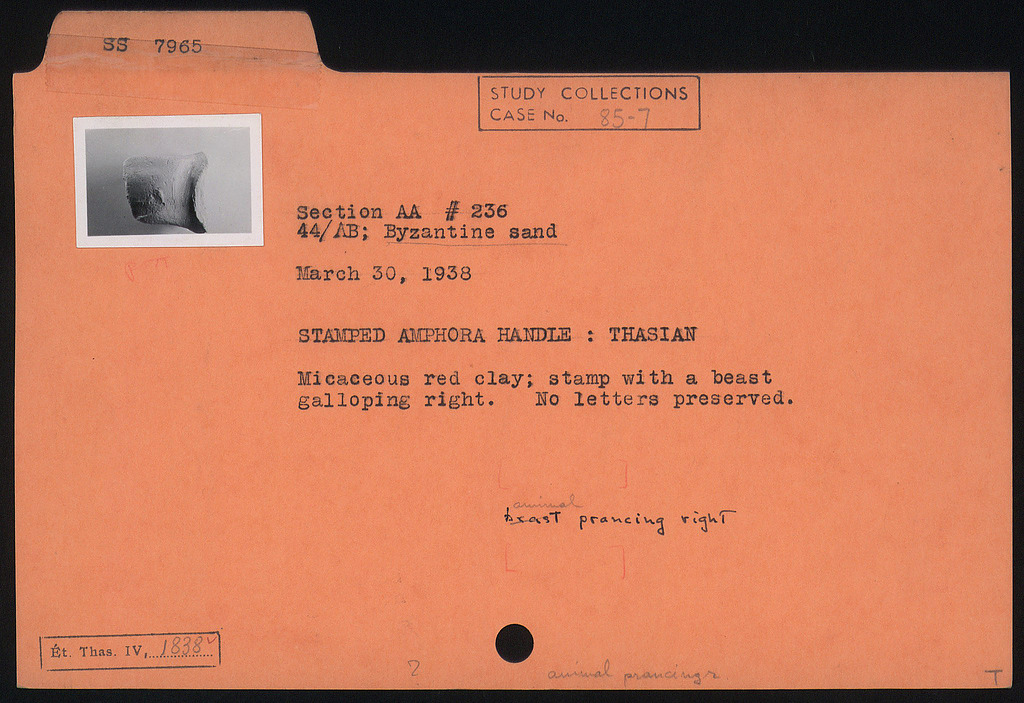 SS 7965
STUDY COLLECTIONS
CASE No. 85-7
Section AA # 236
44/AB; Byzantine sand
March 30, 1938
STAMPED AMPHORA HANDLE : THASIAN
Micaceous red clay; stamp with a beast
galloping right. No letters preserved.
[ ]
animal
beast prancing right
[ ]
Ét. Thas. IV, 1838
?
animal prancing r.
T